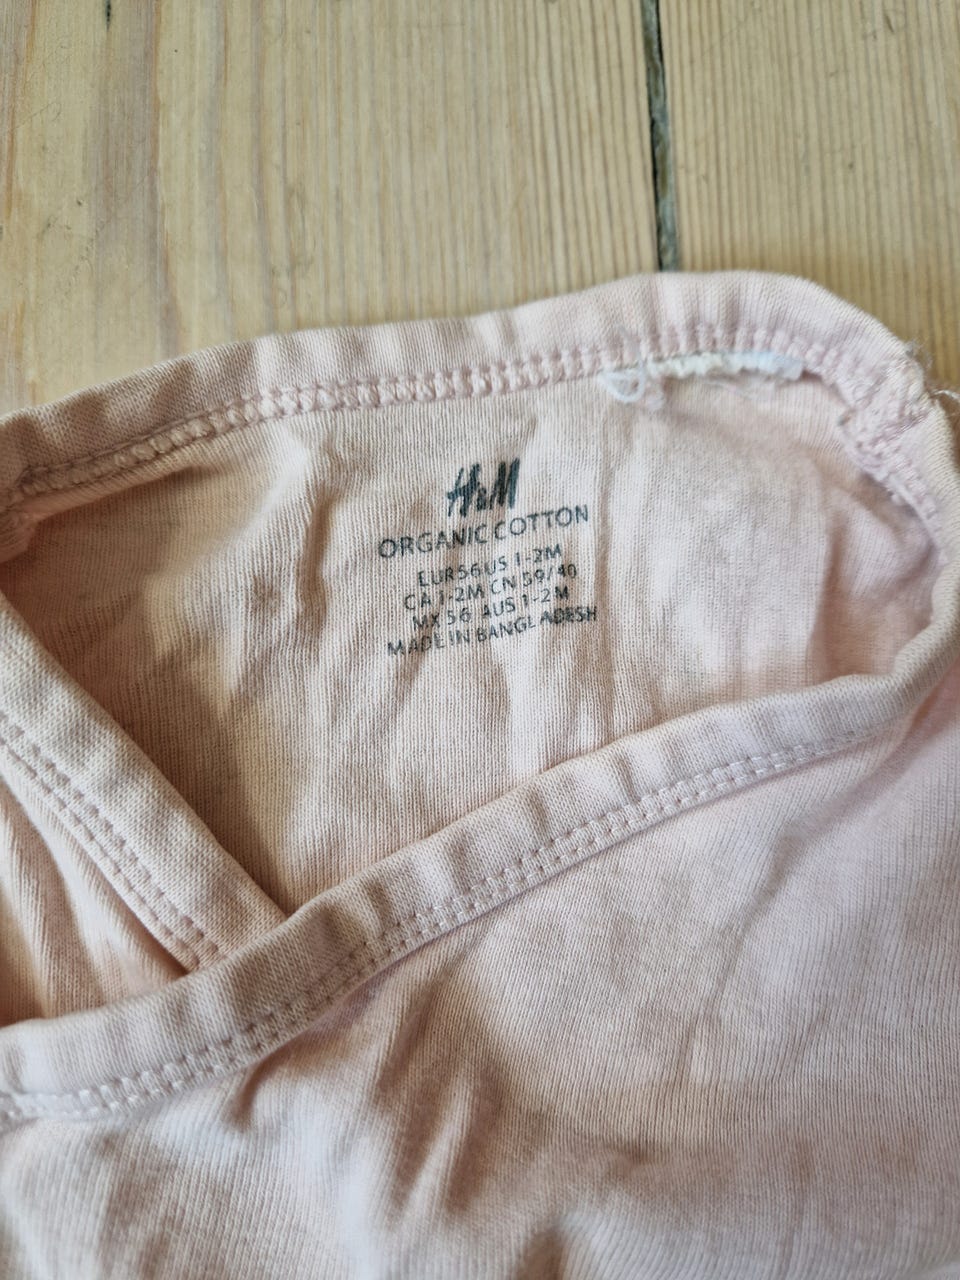 H&M
ORGANIC COTTON
EUR 56 US 1-2M
CA 1-2M CN 59/40
MX 56 AUS 1-2M
MADE IN BANGLADESH